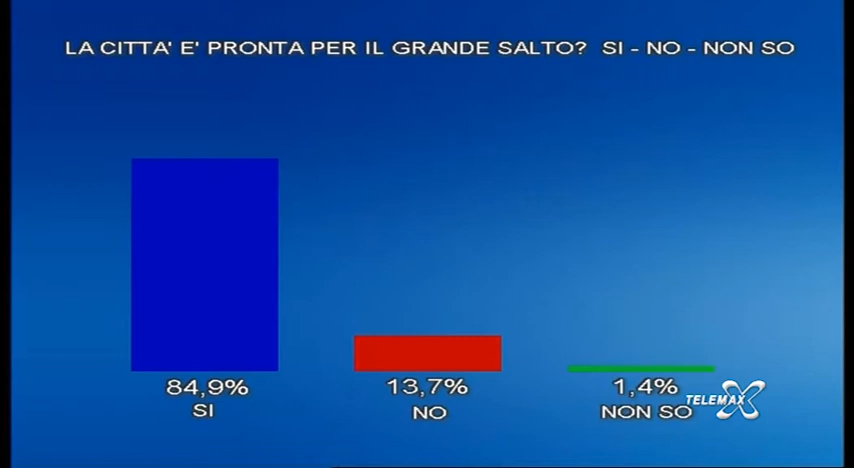 LA CITTA' E' PRONTA PER IL GRANDE SALTO? SI - NO - NON SO
84,9% 13,7% 1,4%
SI NO NON SO
TELEMAX